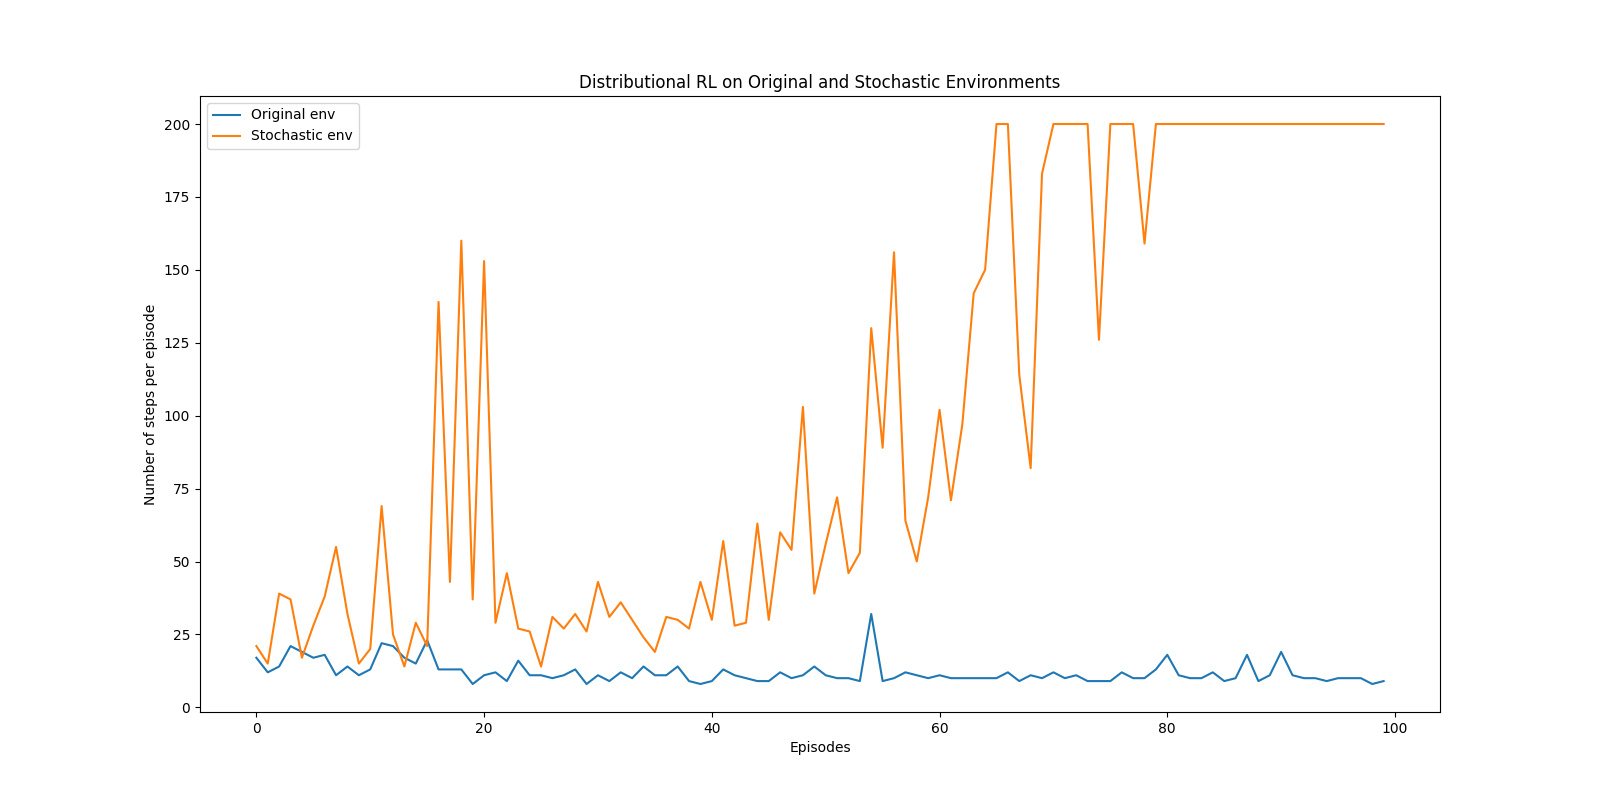 Distributional RL on Original and Stochastic Environments
Original env
Stochastic env
200
175
150
125
100
75
50
25
0
Number of steps per episode
0 20 40 60 80 100
Episodes